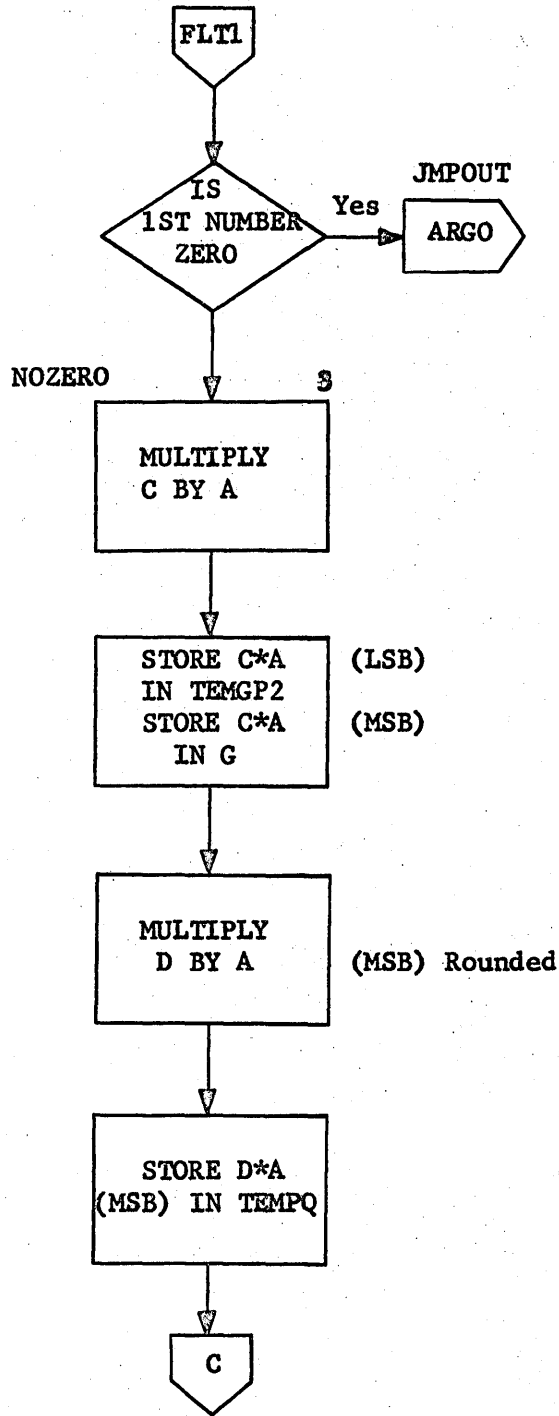 FLT1
IS
1ST NUMBER
ZERO
Yes
JMPOUT
ARGO
NOZERO
MULTIPLY
C BY A
STORE C*A (LSB)
IN TEMGP2
STORE C*A (MSB)
IN G
MULTIPLY
D BY A (MSB) Rounded
STORE D*A
(MSB) IN TEMPQ
C